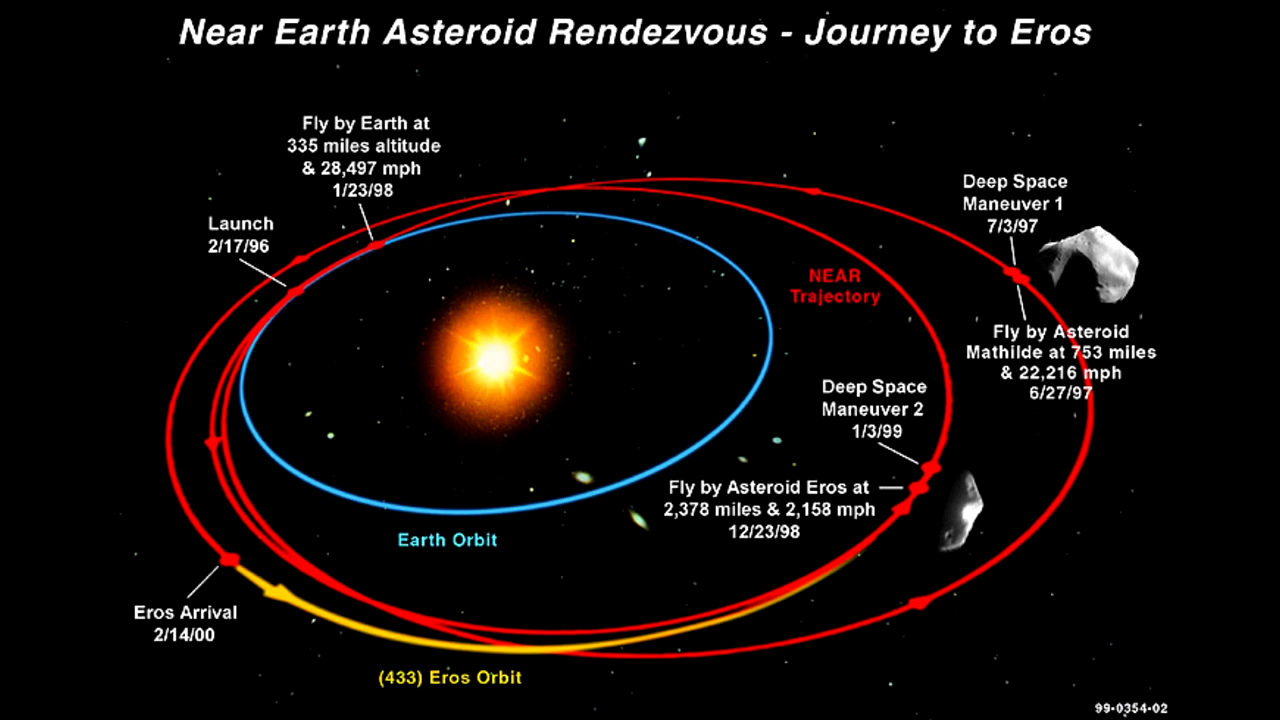 Near Earth Asteroid Rendezvous - Journey to Eros
Fly by Earth at
335 miles altitude
& 28,497 mph
1/23/98
Launch
2/17/96
Deep Space
Maneuver 1
7/3/97
NEAR
Trajectory
Fly by Asteroid
Mathilde at 753 miles
& 22,216 mph
6/27/97
Deep Space
Maneuver 2
1/3/99
Fly by Asteroid Eros at
2,378 miles & 2,158 mph
12/23/98
Earth Orbit
Eros Arrival
2/14/00
(433) Eros Orbit
99-0354-02